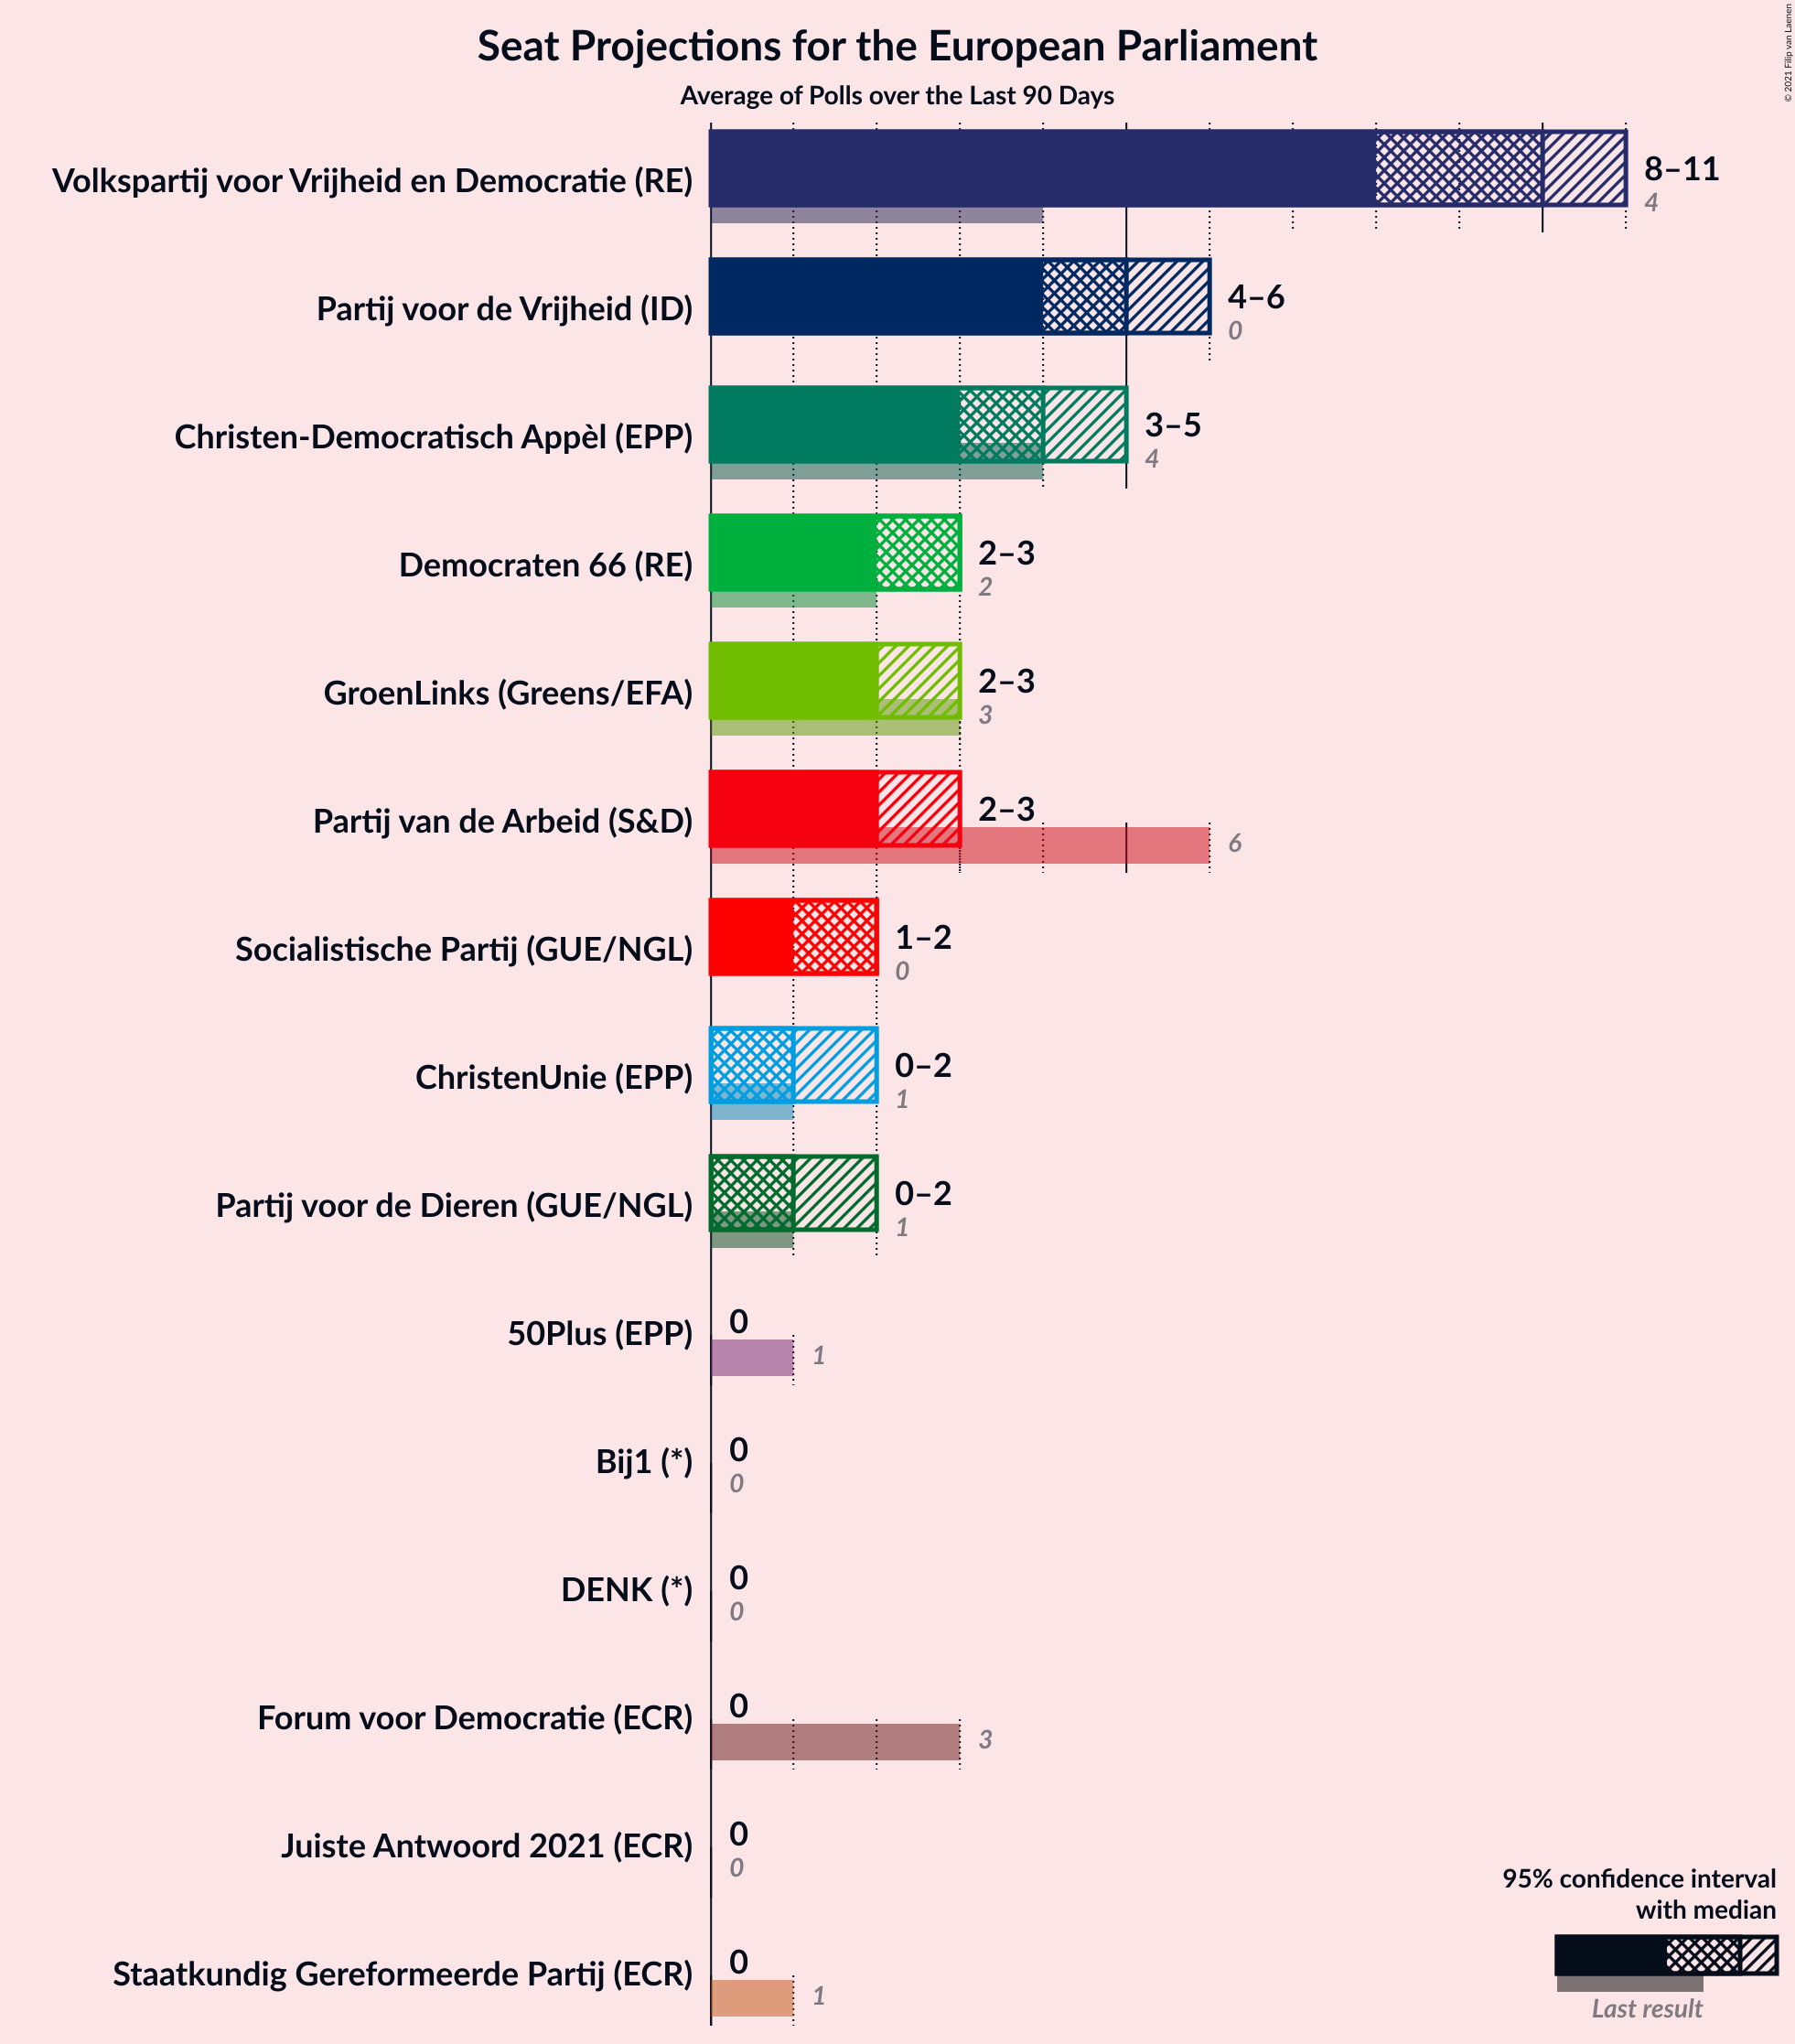 Seat Projections for the European Parliament
Average of Polls over the Last 90 Days
© 2021 Filip van Laenen
Volkspartij voor Vrijheid en Democratie (RE)
8–11
4
Partij voor de Vrijheid (ID)
4–6
0
Christen-Democratisch Appèl (EPP)
3–5
4
Democraten 66 (RE)
2–3
2
GroenLinks (Greens/EFA)
2–3
3
Partij van de Arbeid (S&D)
2–3
6
Socialistische Partij (GUE/NGL)
1–2
0
ChristenUnie (EPP)
0–2
1
Partij voor de Dieren (GUE/NGL)
0–2
1
50Plus (EPP)
0
1
Bij1 (*)
0
0
DENK (*)
0
0
Forum voor Democratie (ECR)
0
3
Juiste Antwoord 2021 (ECR)
0
0
Staatkundig Gereformeerde Partij (ECR)
0
1
95% confidence interval
with median
Last result